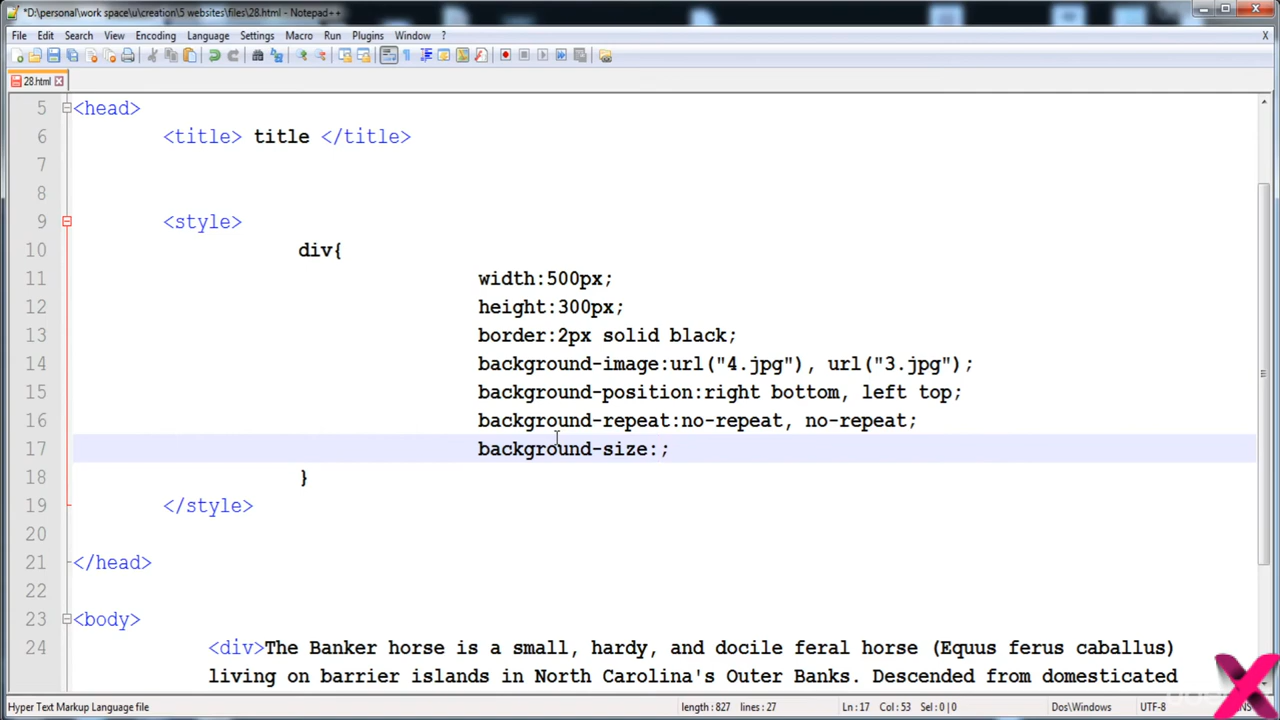 *D:\personal\work space\u\creation\5 websites\files\28.html - Notepad++
File Edit Search View Encoding Language Settings Macro Run Plugins Window ? X
28.html
5 <head>
6 <title> title </title>
7
8
9 <style>
10 div{
11 width:500px;
12 height:300px;
13 border:2px solid black;
14 background-image:url("4.jpg"), url("3.jpg");
15 background-position:right bottom, left top;
16 background-repeat:no-repeat, no-repeat;
17 background-size:;
18 }
19 </style>
20
21 </head>
22
23 <body>
24 <div>The Banker horse is a small, hardy, and docile feral horse (Equus ferus caballus)
living on barrier islands in North Carolina's Outer Banks. Descended from domesticated
Hyper Text Markup Language file length : 827 lines : 27 Ln : 17 Col : 53 Sel : 0 | 0 Dos\Windows UTF-8